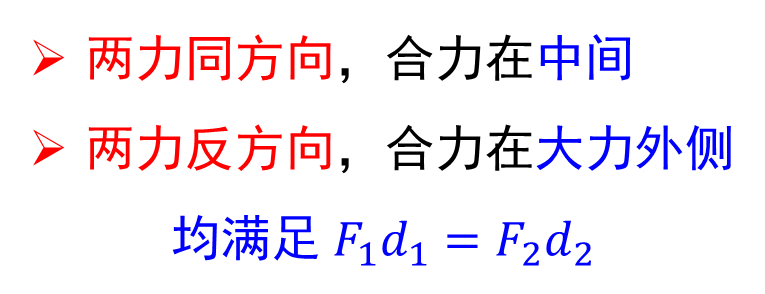 ➢ 两力同方向，合力在中间
➢ 两力反方向，合力在大力外侧
均满足 𝐹₁𝑑₁ = 𝐹₂𝑑₂